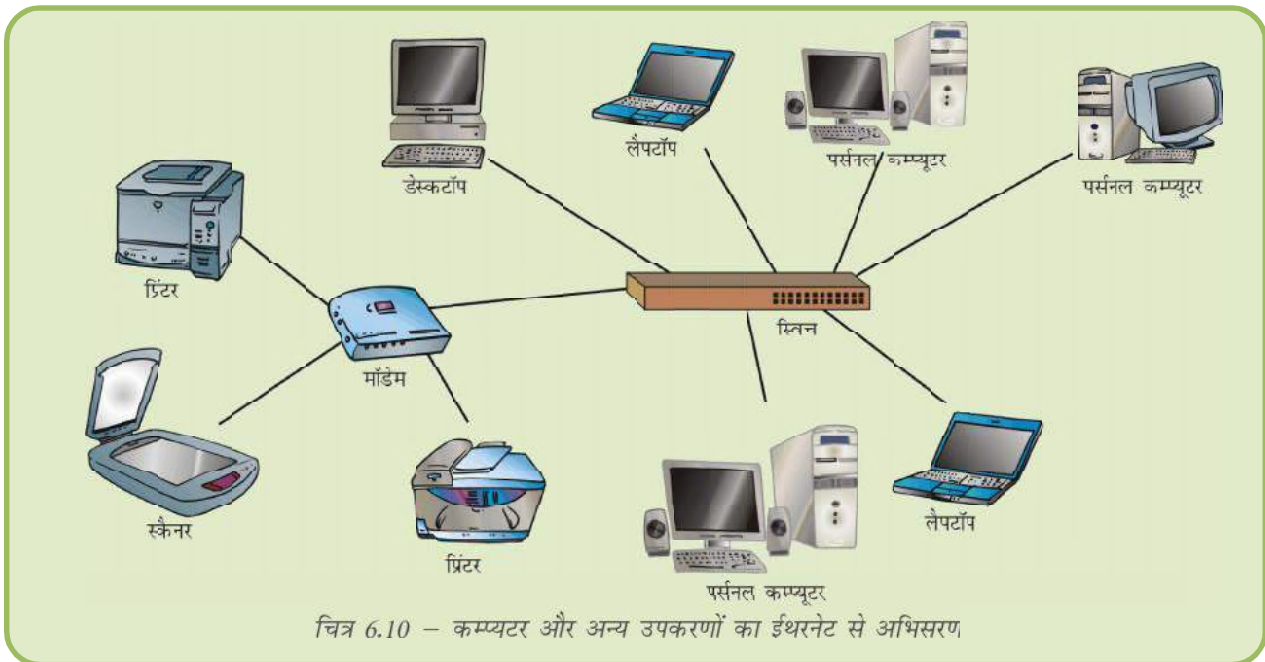 लैपटॉप
पर्सनल कम्प्यूटर
डेस्कटॉप
पर्सनल कम्प्यूटर
प्रिंटर
स्विच
मॉडेम
स्कैनर
प्रिंटर
लैपटॉप
पर्सनल कम्प्यूटर
चित्र 6.10 – कम्प्यटर और अन्य उपकरणों का ईथरनेट से अभिसरण